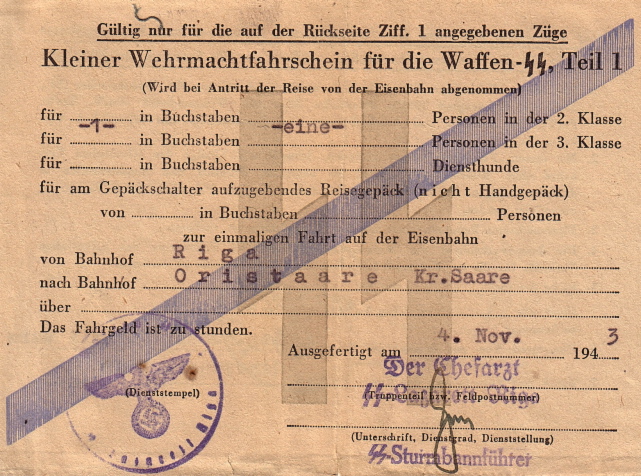 Gültig nur für die auf der Rückseite Ziff. 1 angegebenen Züge
Kleiner Wehrmachtfahrschein für die Waffen-ᛋᛋ, Teil 1
(Wird bei Antritt der Reise von der Eisenbahn abgenommen)
für -1- in Buchstaben -eine- Personen in der 2. Klasse
für in Buchstaben Personen in der 3. Klasse
für in Buchstaben Diensthunde
für am Gepäckschalter aufzugebendes Reisegepäck (nicht Handgepäck)
von in Buchstaben Personen
zur einmaligen Fahrt auf der Eisenbahn
von Bahnhof Riga
nach Bahnhof Oristaare Kr.Saare
über
Das Fahrgeld ist zu stunden.
Ausgefertigt am 4. Nov. 1943
Der Chefarzt
(Dienststempel)
(Truppenteil bzw. Feldpostnummer)
ᛋᛋ- Riga
(Unterschrift, Dienstgrad, Dienststellung)
ᛋᛋ-Sturmbannführer